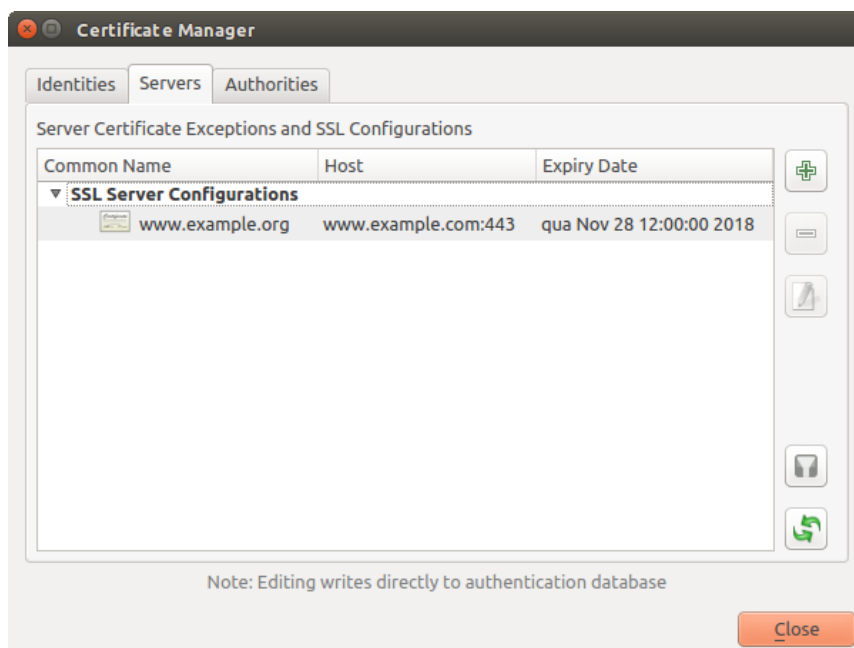 Certificate Manager
Identities Servers Authorities
Server Certificate Exceptions and SSL Configurations
Common Name Host Expiry Date
SSL Server Configurations
www.example.org www.example.com:443 qua Nov 28 12:00:00 2018
Note: Editing writes directly to authentication database
Close